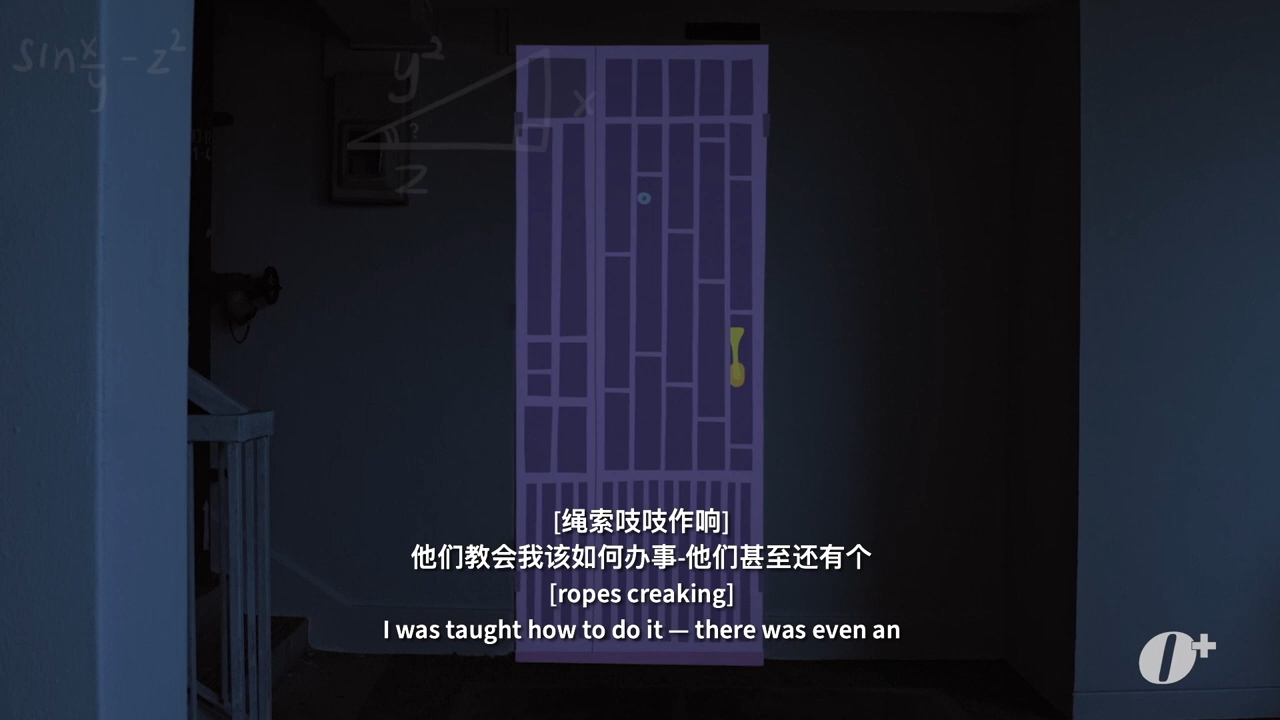 sin x/y - z²
y²
x
?
z
[绳索吱吱作响]
他们教会我该如何办事-他们甚至还有个
[ropes creaking]
I was taught how to do it — there was even an
O+